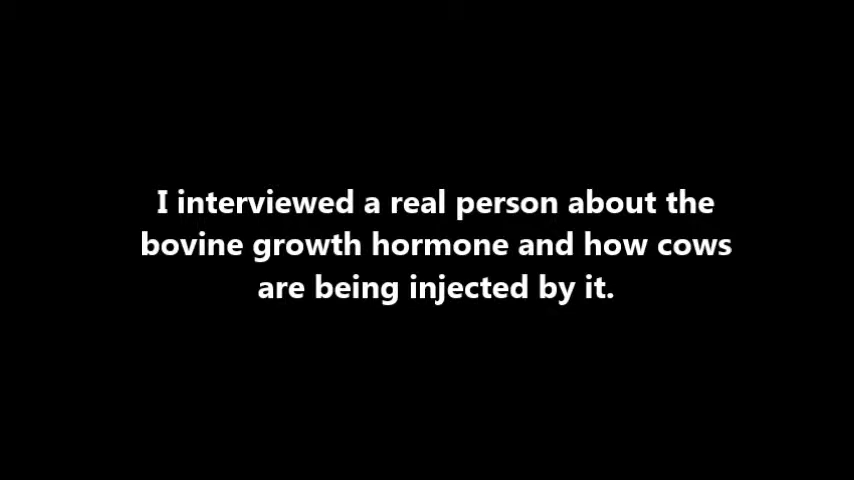 I interviewed a real person about the
bovine growth hormone and how cows
are being injected by it.